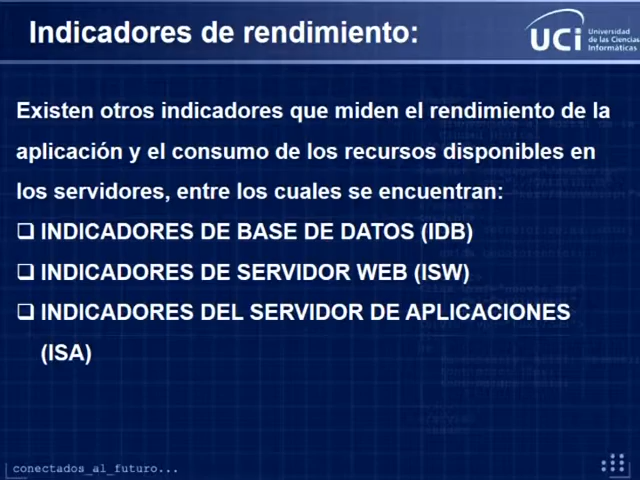 Indicadores de rendimiento:
UCi
Universidad
de las Ciencias
Informáticas
Existen otros indicadores que miden el rendimiento de la
aplicación y el consumo de los recursos disponibles en
los servidores, entre los cuales se encuentran:
❑ INDICADORES DE BASE DE DATOS (IDB)
❑ INDICADORES DE SERVIDOR WEB (ISW)
❑ INDICADORES DEL SERVIDOR DE APLICACIONES
(ISA)
conectados_al_futuro...